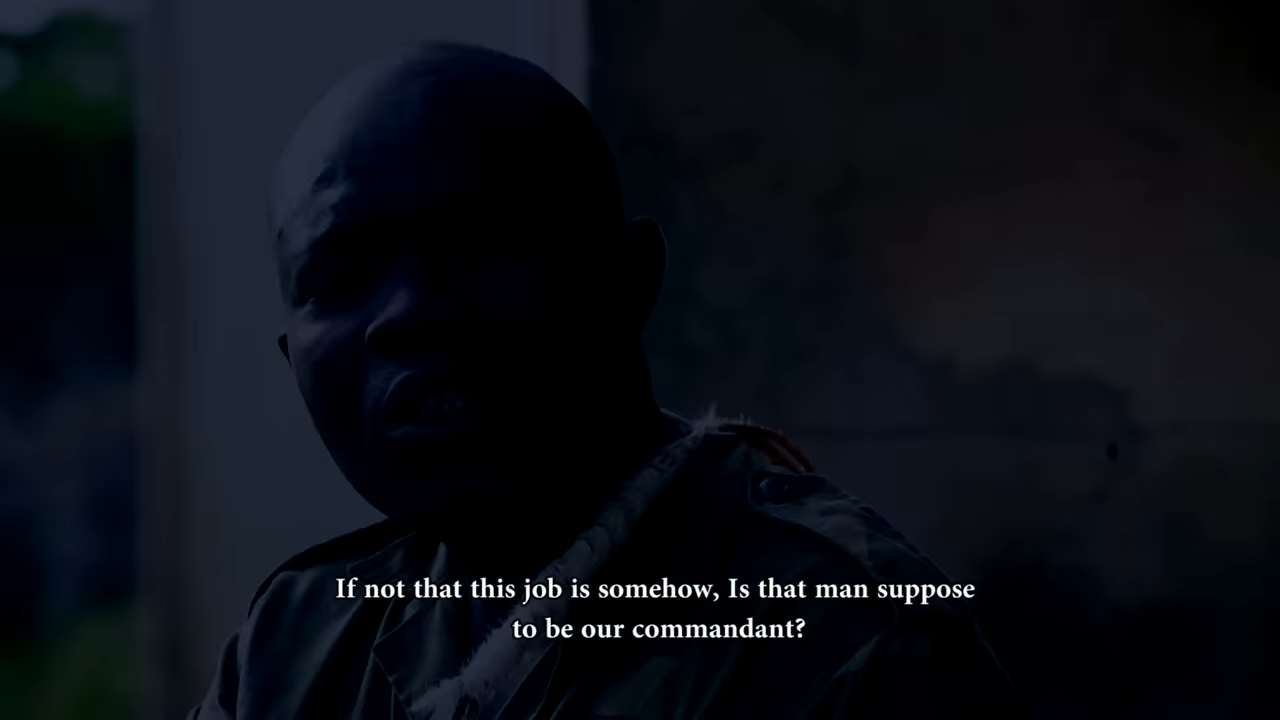 If not that this job is somehow, Is that man suppose
to be our commandant?